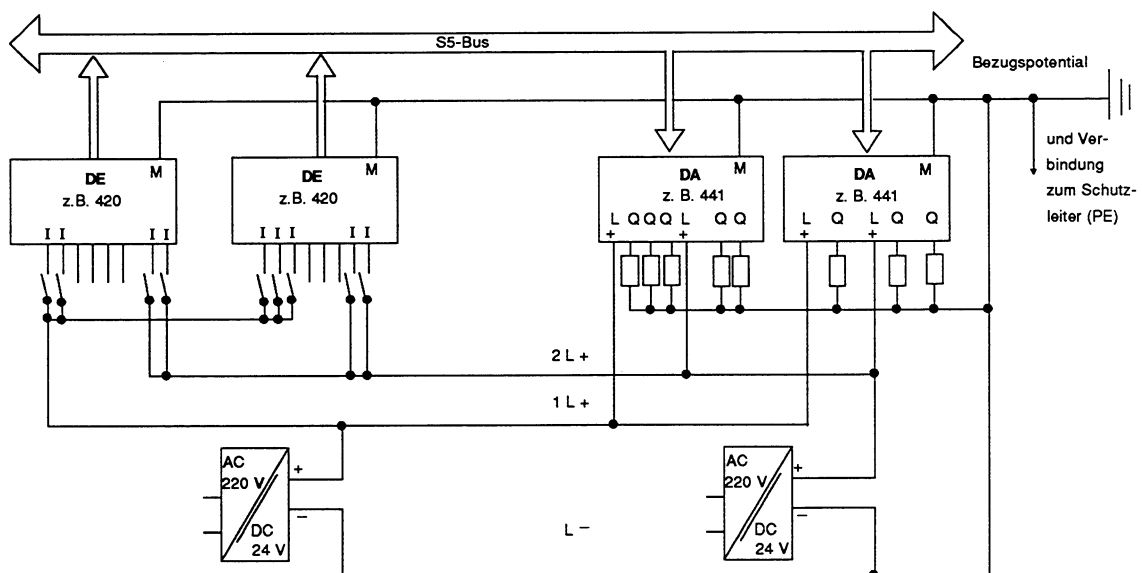 S5-Bus
Bezugspotential
und Ver-
bindung
zum Schutz-
leiter (PE)
DE M
z.B. 420
I I I I
DE M
z.B. 420
I I I I I
DA M
z. B. 441
L Q Q Q L Q Q
+ +
DA M
z. B. 441
L Q L Q Q
+ +
2 L +
1 L +
AC
220 V
DC
24 V
+
–
L –
AC
220 V
DC
24 V
+
–